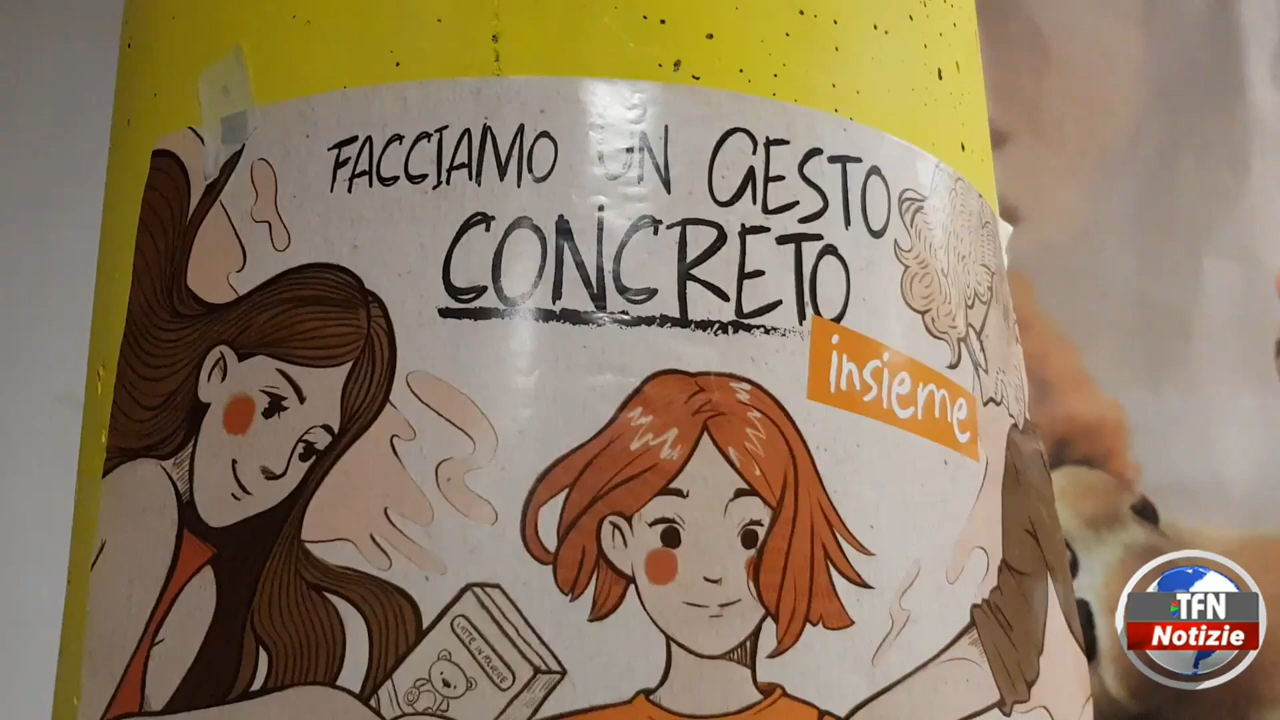 FACCIAMO UN GESTO
CONCRETO
insieme
LATTE IN POLVERE
TFN
Notizie